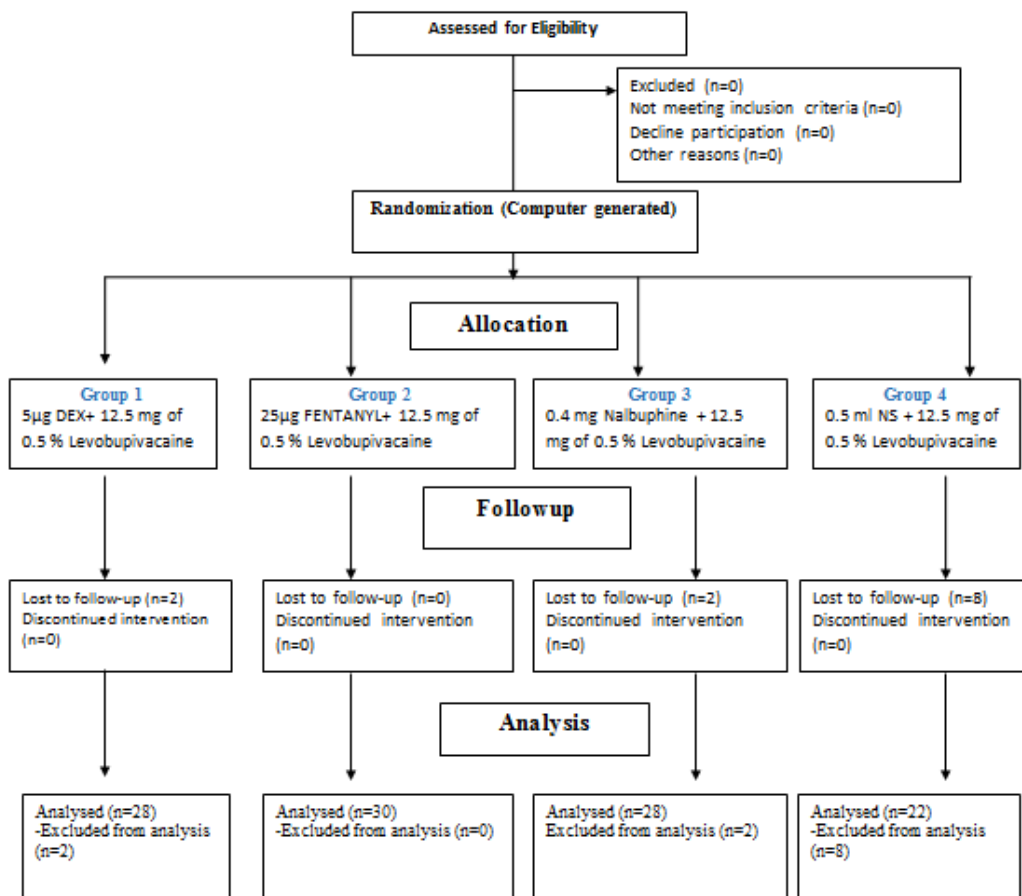 Assessed for Eligibility
Excluded (n=0)
Not meeting inclusion criteria (n=0)
Decline participation (n=0)
Other reasons (n=0)
Randomization (Computer generated)
Allocation
Group 1
5µg DEX+ 12.5 mg of
0.5 % Levobupivacaine
Group 2
25µg FENTANYL+ 12.5 mg of
0.5 % Levobupivacaine
Group 3
0.4 mg Nalbuphine + 12.5
mg of 0.5 % Levobupivacaine
Group 4
0.5 ml NS + 12.5 mg of
0.5 % Levobupivacaine
Followup
Lost to follow-up (n=2)
Discontinued intervention
(n=0)
Lost to follow-up (n=0)
Discontinued intervention
(n=0)
Lost to follow-up (n=2)
Discontinued intervention
(n=0)
Lost to follow-up (n=8)
Discontinued intervention
(n=0)
Analysis
Analysed (n=28)
-Excluded from analysis
(n=2)
Analysed (n=30)
-Excluded from analysis (n=0)
Analysed (n=28)
Excluded from analysis (n=2)
Analysed (n=22)
-Excluded from analysis
(n=8)